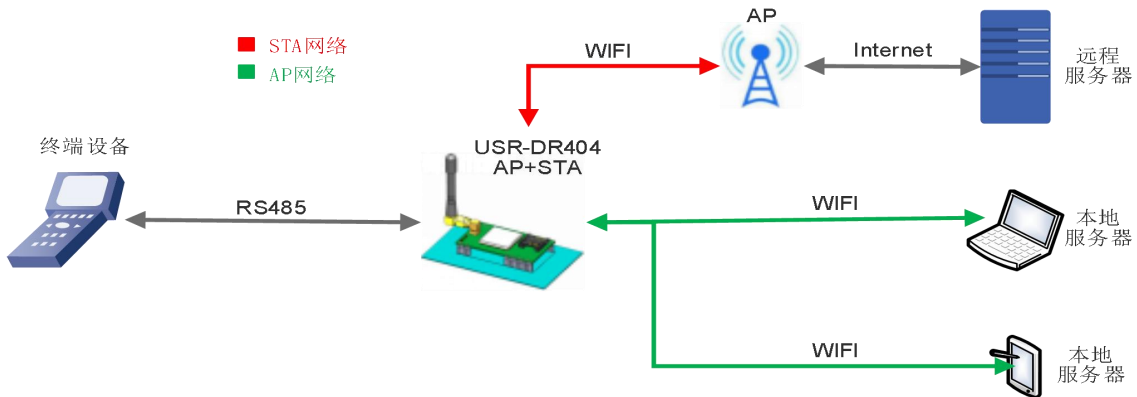 AP
STA网络
AP网络
WIFI
Internet
远程
服务器
终端设备
USR-DR404
AP+STA
RS485
WIFI
本地
服务器
WIFI
本地
服务器